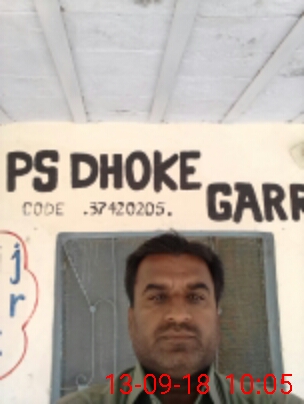 PS DHOKE GARR
CODE .37420205.
j
r
13-09-18 10:05